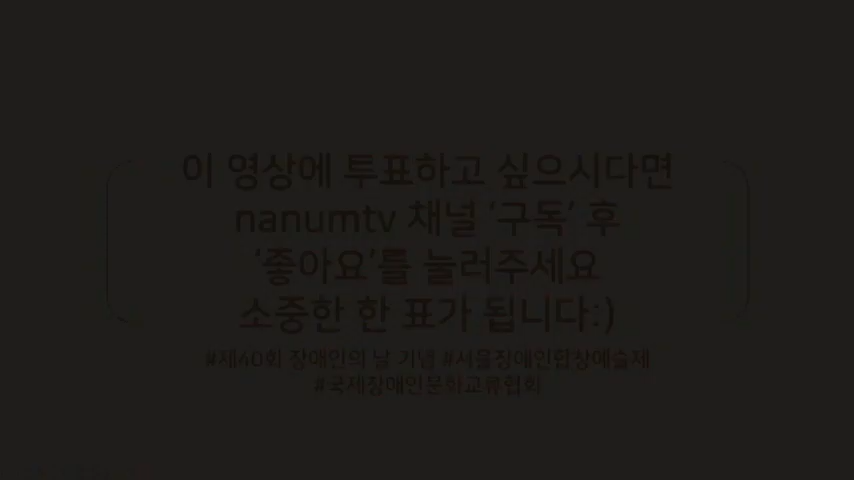 이 영상에 투표하고 싶으시다면
nanumtv 채널 ‘구독’ 후
‘좋아요’를 눌러주세요
소중한 한 표가 됩니다:)
#제40회 장애인의 날 기념 #서울장애인합창예술제
#국제장애인문화교류협회